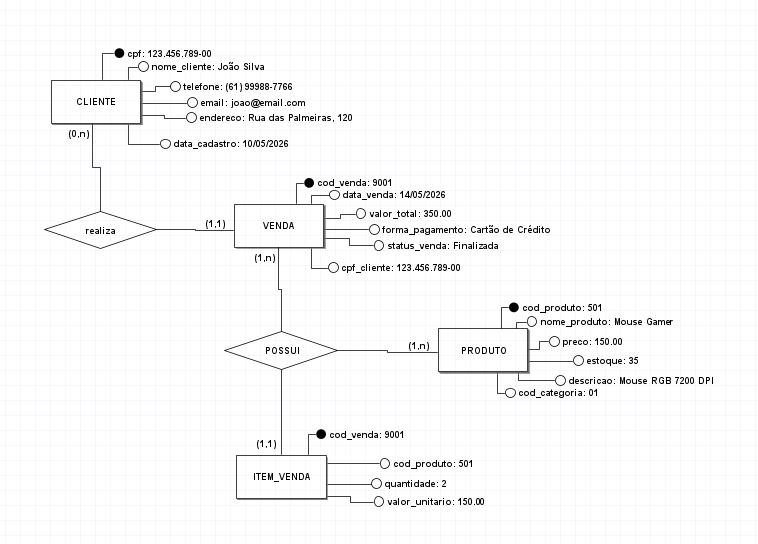 cpf: 123.456.789-00
nome_cliente: João Silva
telefone: (61) 99988-7766
CLIENTE
email: joao@email.com
endereco: Rua das Palmeiras, 120
(0,n)
data_cadastro: 10/05/2026
cod_venda: 9001
data_venda: 14/05/2026
valor_total: 350.00
realiza
(1,1)
VENDA
forma_pagamento: Cartão de Crédito
status_venda: Finalizada
(1,n)
cpf_cliente: 123.456.789-00
cod_produto: 501
nome_produto: Mouse Gamer
preco: 150.00
POSSUI
(1,n)
PRODUTO
estoque: 35
descricao: Mouse RGB 7200 DPI
cod_categoria: 01
cod_venda: 9001
(1,1)
cod_produto: 501
ITEM_VENDA
quantidade: 2
valor_unitario: 150.00